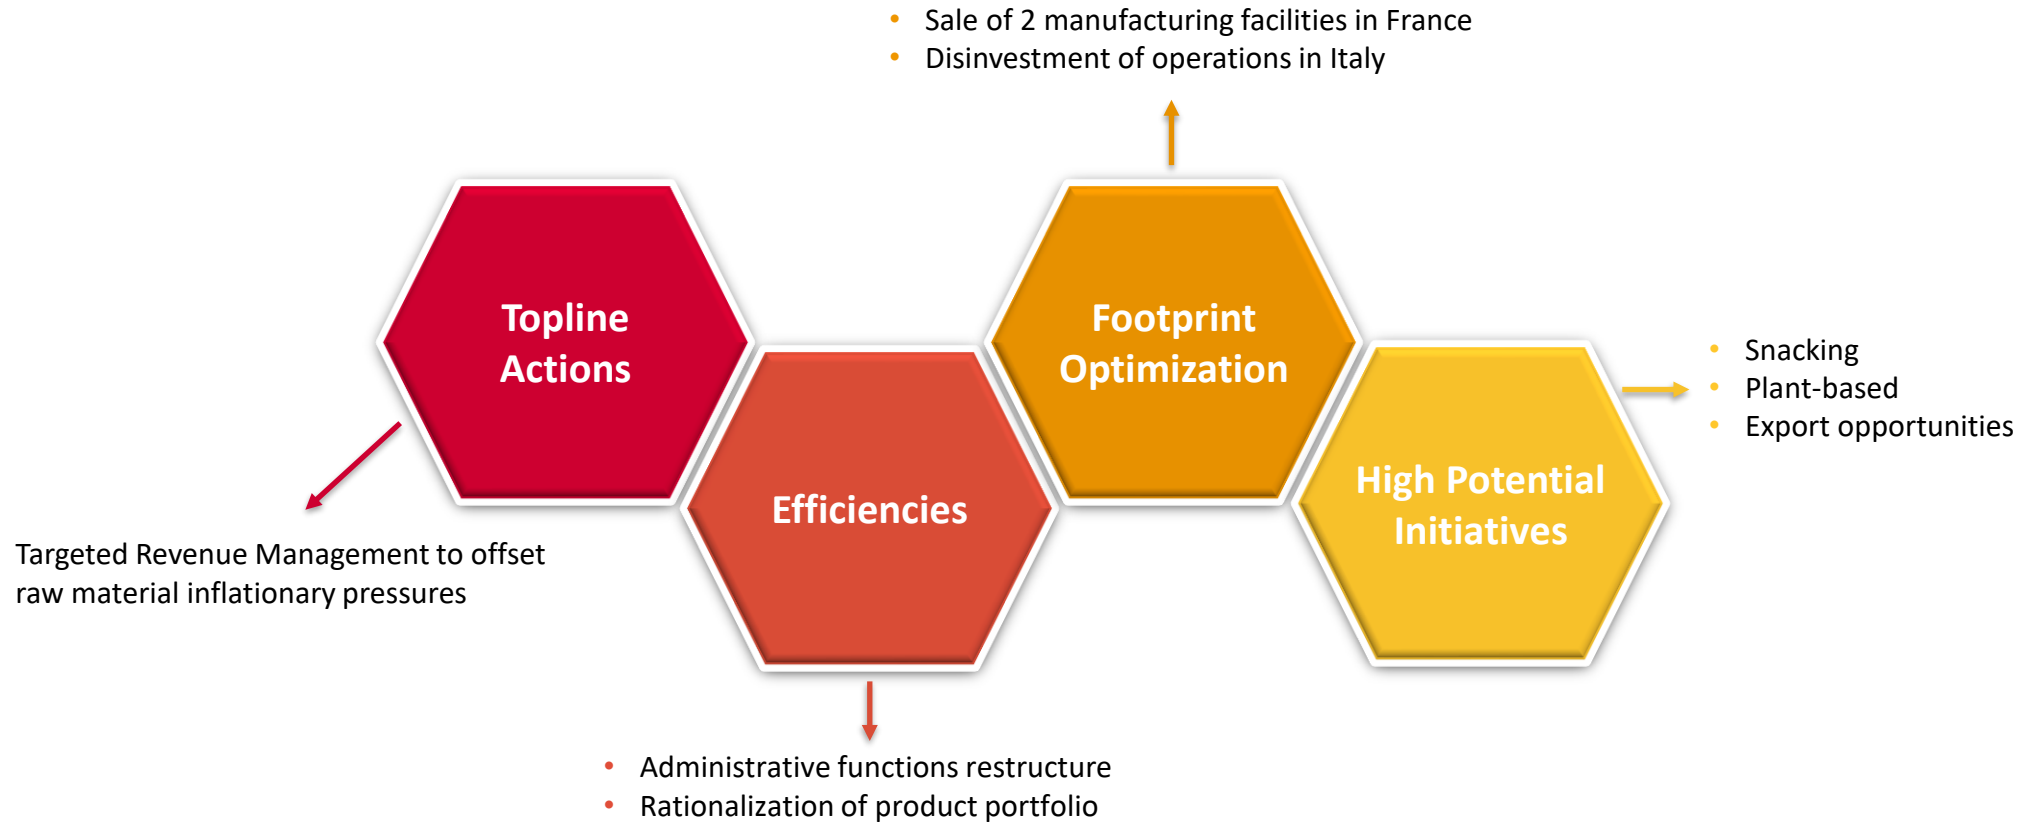 • Sale of 2 manufacturing facilities in France
• Disinvestment of operations in Italy
Topline
Actions
Targeted Revenue Management to offset
raw material inflationary pressures
Efficiencies
• Administrative functions restructure
• Rationalization of product portfolio
Footprint
Optimization
High Potential
Initiatives
• Snacking
• Plant-based
• Export opportunities